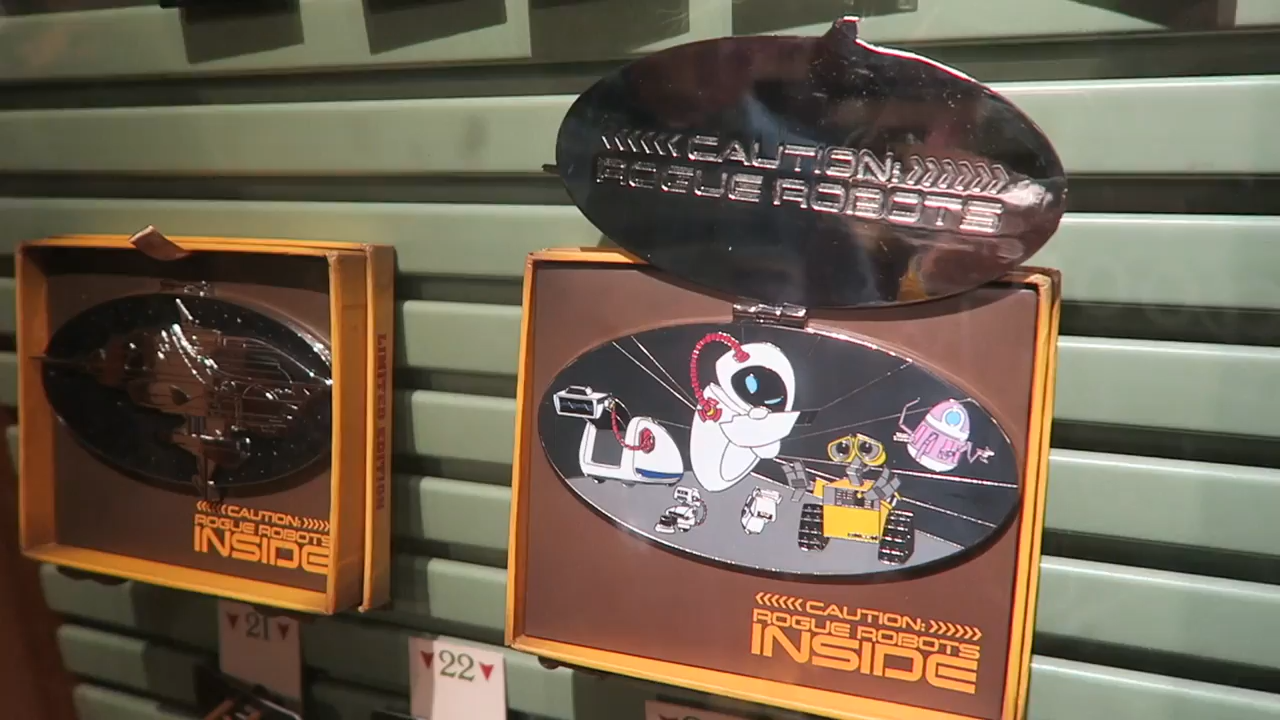 <<<<<< CAUTION: >>>>>>>
ROGUE ROBOTS
LIMITED EDITION
<<<<< CAUTION: >>>>>
ROGUE ROBOTS
INSIDE
<<<<<< CAUTION: >>>>>>
ROGUE ROBOTS
INSIDE
21
22